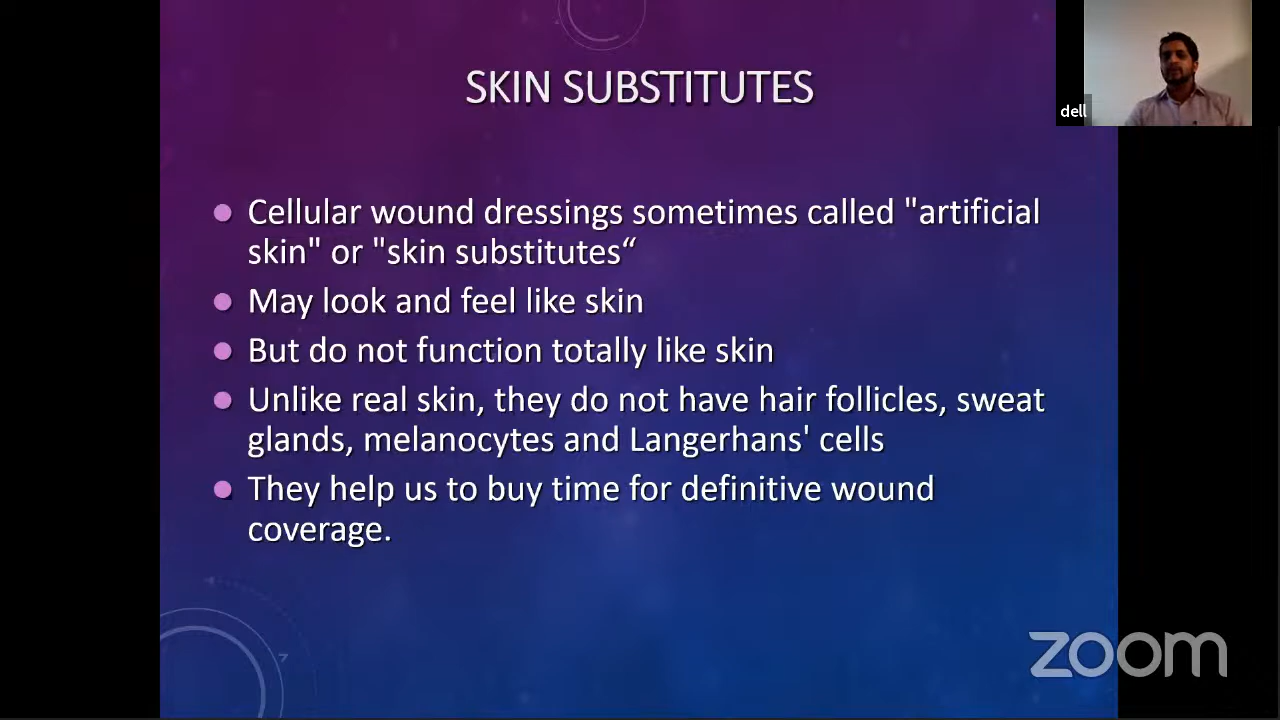 SKIN SUBSTITUTES
dell
Cellular wound dressings sometimes called "artificial
skin" or "skin substitutes“
May look and feel like skin
But do not function totally like skin
Unlike real skin, they do not have hair follicles, sweat
glands, melanocytes and Langerhans' cells
They help us to buy time for definitive wound
coverage.
zoom